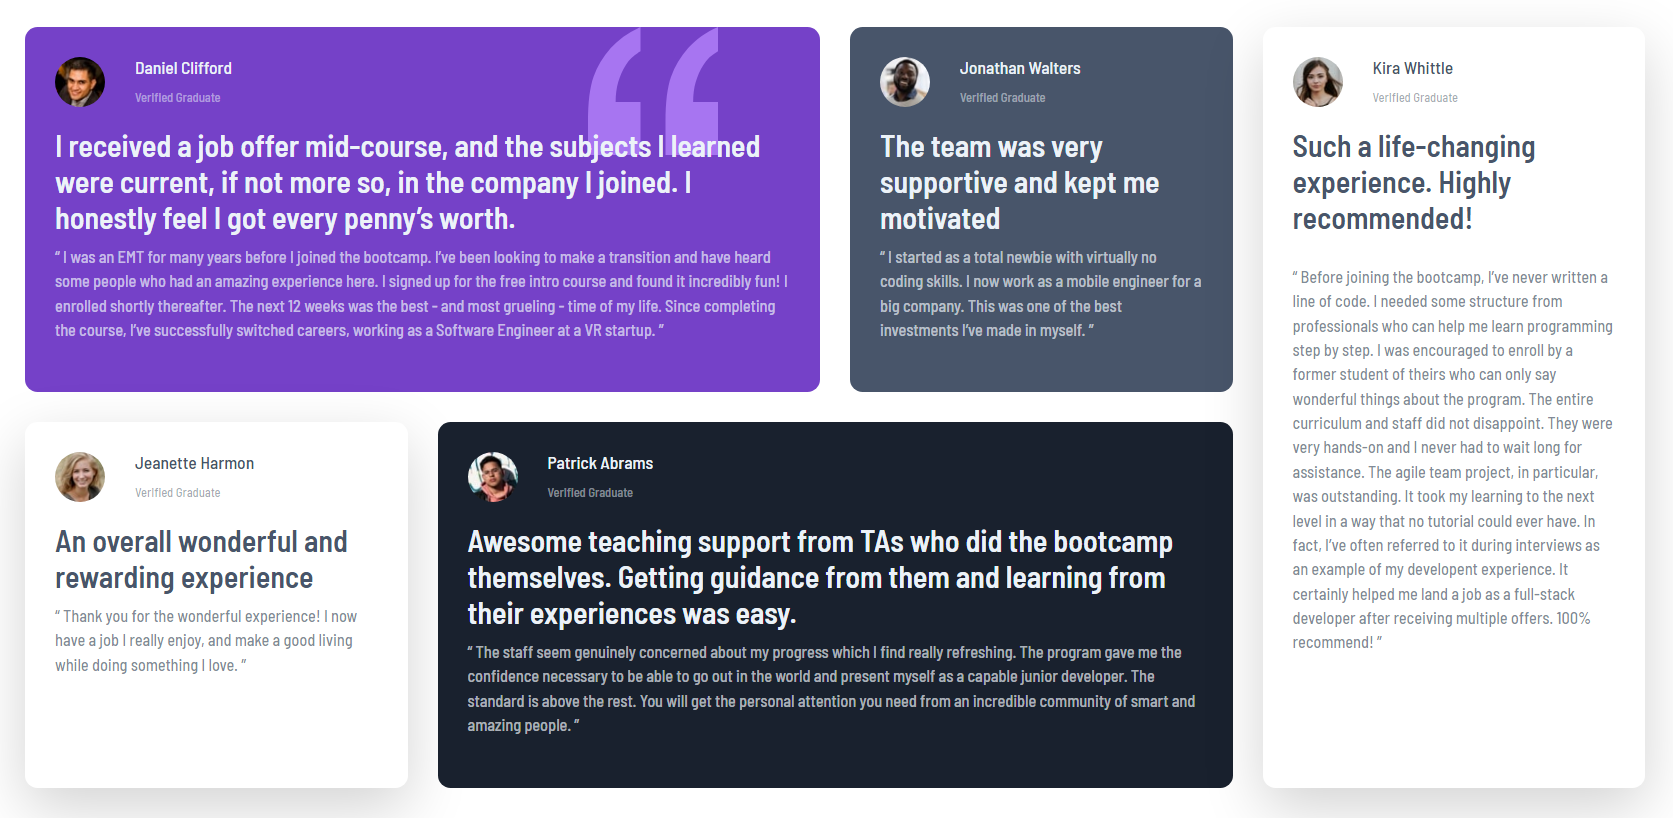 Daniel Clifford
Verified Graduate
I received a job offer mid-course, and the subjects I learned
were current, if not more so, in the company I joined. I
honestly feel I got every penny’s worth.
“ I was an EMT for many years before I joined the bootcamp. I’ve been looking to make a transition and have heard
some people who had an amazing experience here. I signed up for the free intro course and found it incredibly fun! I
enrolled shortly thereafter. The next 12 weeks was the best - and most grueling - time of my life. Since completing
the course, I’ve successfully switched careers, working as a Software Engineer at a VR startup. ”
Jonathan Walters
Verified Graduate
The team was very
supportive and kept me
motivated
“ I started as a total newbie with virtually no
coding skills. I now work as a mobile engineer for a
big company. This was one of the best
investments I’ve made in myself. ”
Kira Whittle
Verified Graduate
Such a life-changing
experience. Highly
recommended!
“ Before joining the bootcamp, I’ve never written a
line of code. I needed some structure from
professionals who can help me learn programming
step by step. I was encouraged to enroll by a
former student of theirs who can only say
wonderful things about the program. The entire
curriculum and staff did not disappoint. They were
very hands-on and I never had to wait long for
assistance. The agile team project, in particular,
was outstanding. It took my learning to the next
level in a way that no tutorial could ever have. In
fact, I’ve often referred to it during interviews as
an example of my developent experience. It
certainly helped me land a job as a full-stack
developer after receiving multiple offers. 100%
recommend! ”
Jeanette Harmon
Verified Graduate
An overall wonderful and
rewarding experience
“ Thank you for the wonderful experience! I now
have a job I really enjoy, and make a good living
while doing something I love. ”
Patrick Abrams
Verified Graduate
Awesome teaching support from TAs who did the bootcamp
themselves. Getting guidance from them and learning from
their experiences was easy.
“ The staff seem genuinely concerned about my progress which I find really refreshing. The program gave me the
confidence necessary to be able to go out in the world and present myself as a capable junior developer. The
standard is above the rest. You will get the personal attention you need from an incredible community of smart and
amazing people. ”